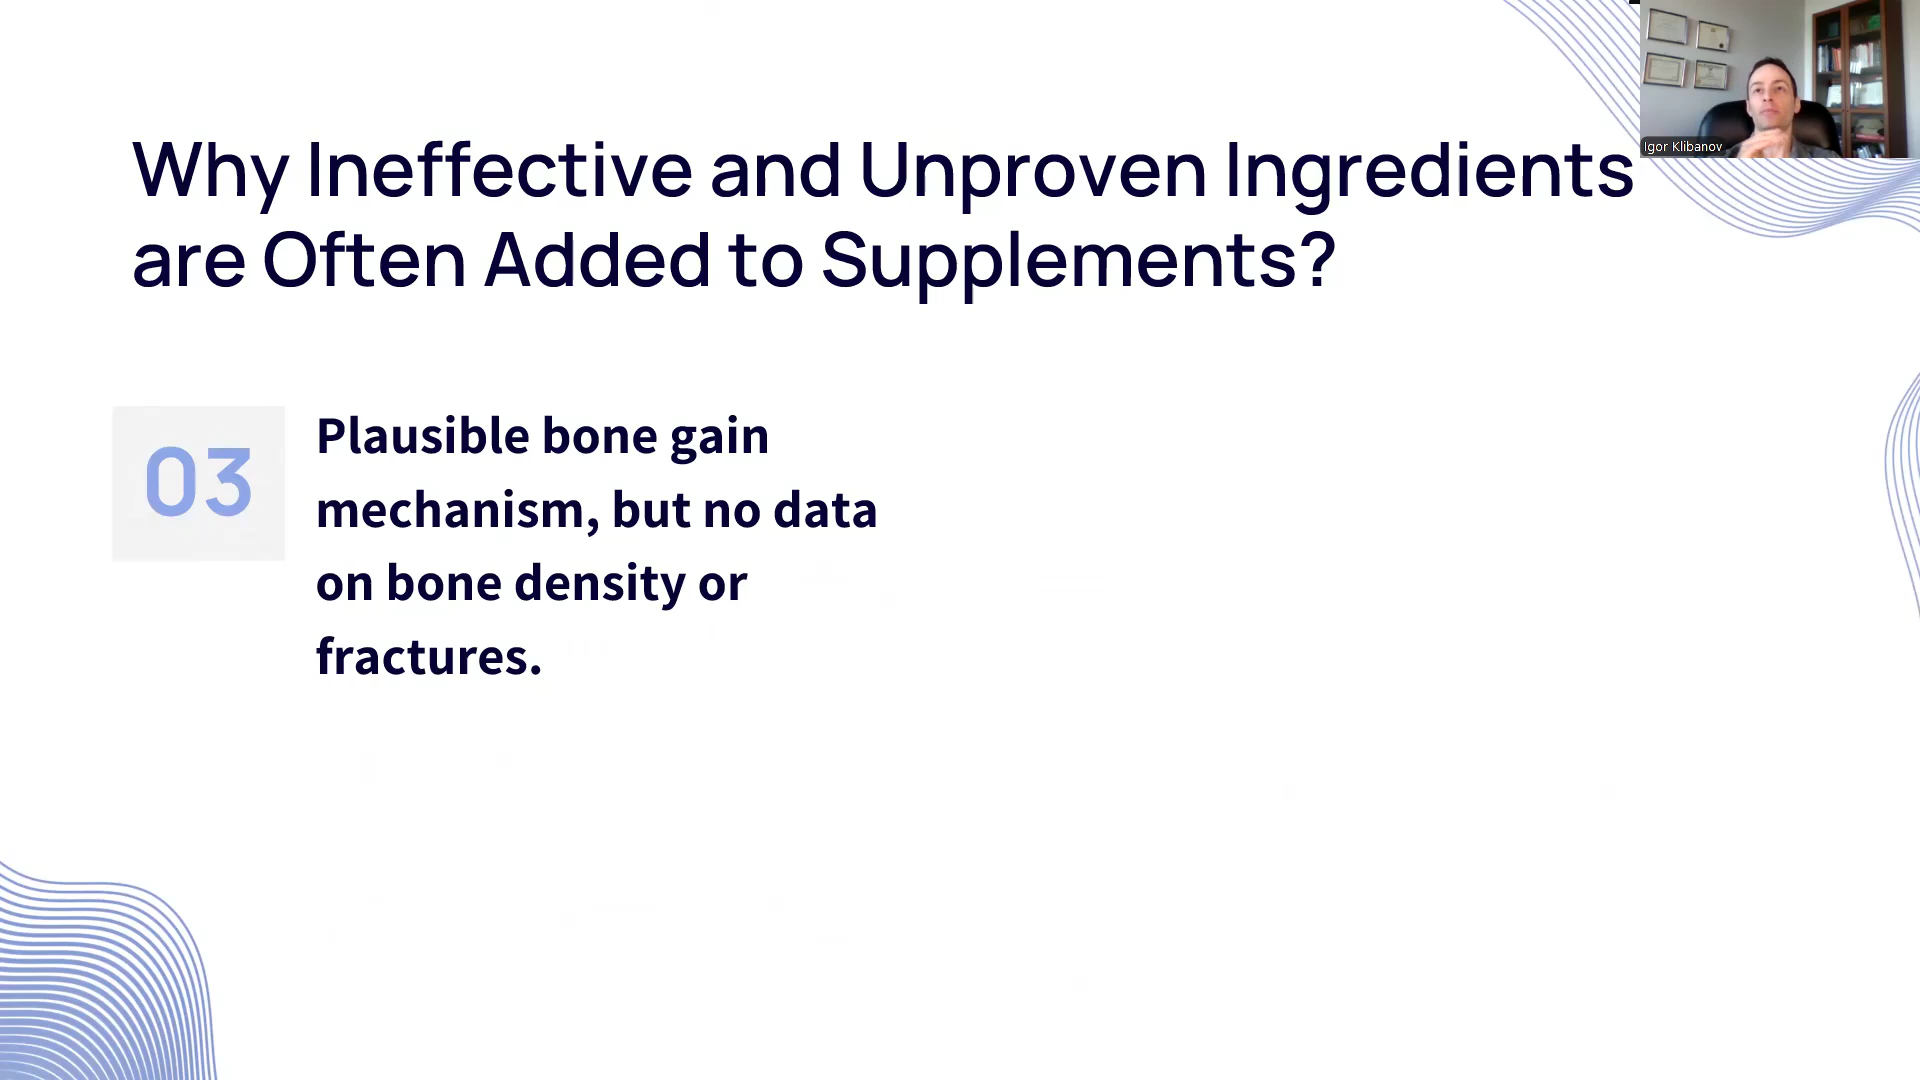 Igor Klibanov
Why Ineffective and Unproven Ingredients
are Often Added to Supplements?
03
Plausible bone gain
mechanism, but no data
on bone density or
fractures.